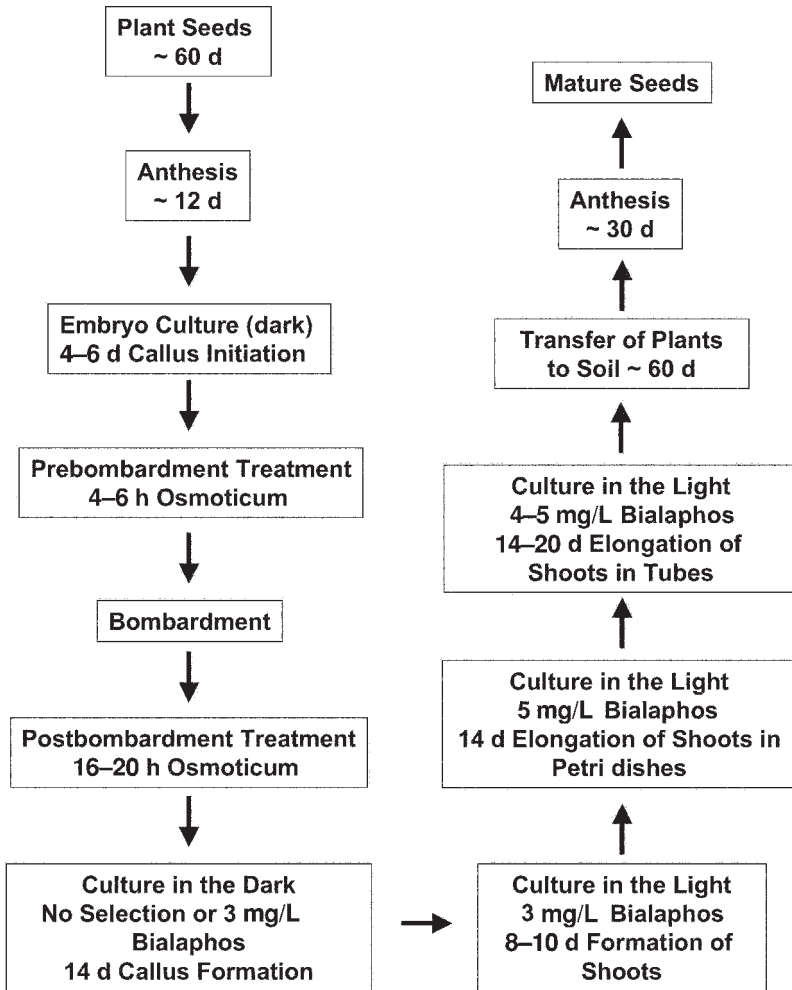 Plant Seeds
~ 60 d
Anthesis
~ 12 d
Embryo Culture (dark)
4–6 d Callus Initiation
Prebombardment Treatment
4–6 h Osmoticum
Bombardment
Postbombardment Treatment
16–20 h Osmoticum
Culture in the Dark
No Selection or 3 mg/L
Bialaphos
14 d Callus Formation
Culture in the Light
3 mg/L Bialaphos
8–10 d Formation of
Shoots
Culture in the Light
5 mg/L Bialaphos
14 d Elongation of Shoots in
Petri dishes
Culture in the Light
4–5 mg/L Bialaphos
14–20 d Elongation of
Shoots in Tubes
Transfer of Plants
to Soil ~ 60 d
Anthesis
~ 30 d
Mature Seeds